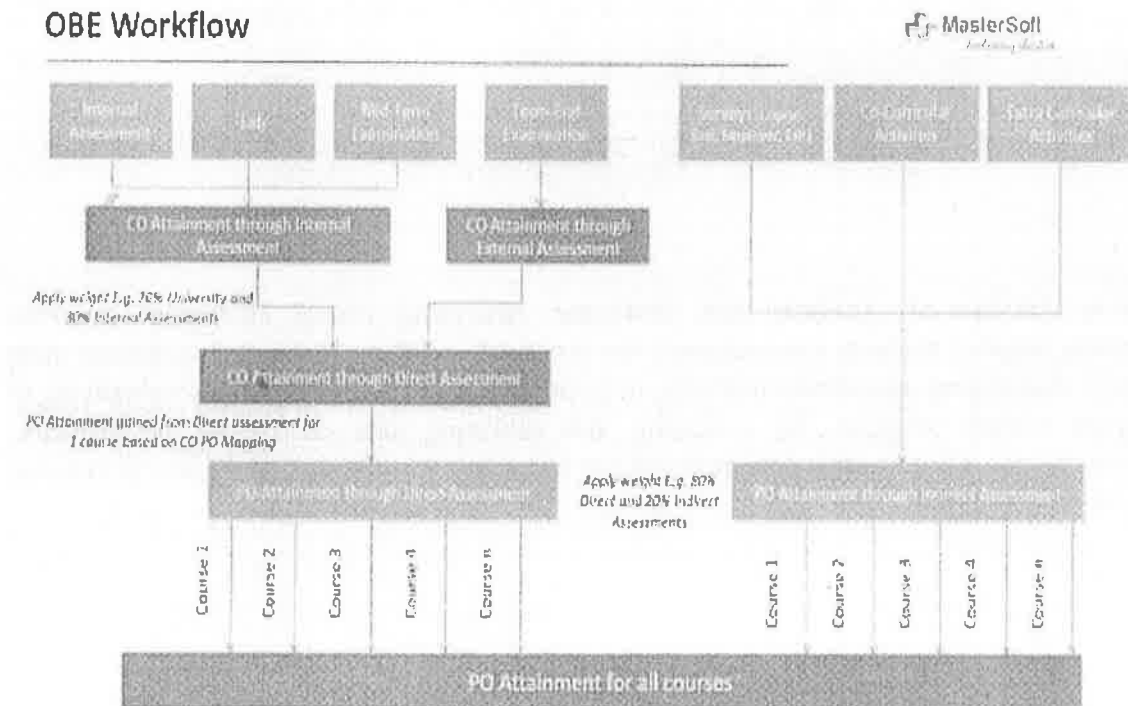 OBE Workflow
MasterSoft
Internal
Assessment
Mid-Term
Examination
Term-End
Examination
Co-Curricular
Activities
Extra Curricular
Activities
CO Attainment through Internal
Assessment
CO Attainment through
External Assessment
Apply weight E.g. 70% University and
30% Internal Assessments
CO Attainment through Direct Assessment
PO Attainment gained from Direct assessment for
1 course based on CO PO Mapping
PO Attainment through Direct Assessment
Apply weight E.g. 80%
Direct and 20% Indirect
Assessments
PO Attainment through Indirect Assessment
Course 1
Course 2
Course 3
Course 4
Course n
Course 1
Course 2
Course 3
Course 4
Course n
PO Attainment for all courses